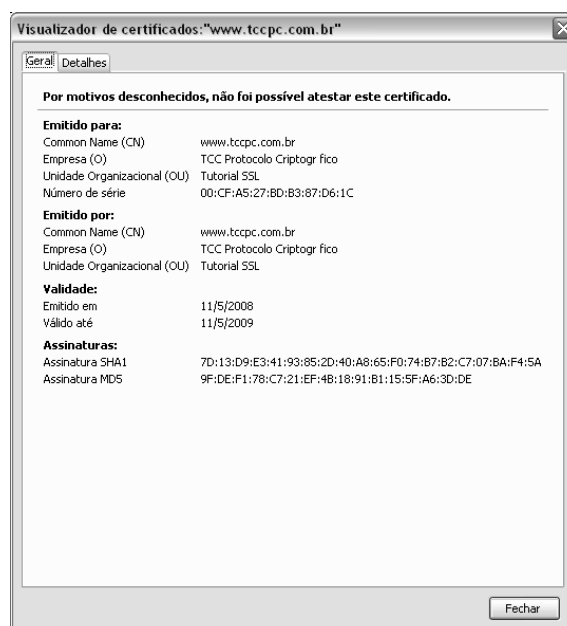 Visualizador de certificados:"www.tccpc.com.br"
Geral Detalhes
Por motivos desconhecidos, não foi possível atestar este certificado.
Emitido para:
Common Name (CN) www.tccpc.com.br
Empresa (O) TCC Protocolo Criptogr fico
Unidade Organizacional (OU) Tutorial SSL
Número de série 00:CF:A5:27:BD:B3:87:D6:1C
Emitido por:
Common Name (CN) www.tccpc.com.br
Empresa (O) TCC Protocolo Criptogr fico
Unidade Organizacional (OU) Tutorial SSL
Validade:
Emitido em 11/5/2008
Válido até 11/5/2009
Assinaturas:
Assinatura SHA1 7D:13:D9:E3:41:93:85:2D:40:A8:65:F0:74:B7:B2:C7:07:BA:F4:5A
Assinatura MD5 9F:DE:F1:78:C7:21:EF:4B:18:91:B1:15:5F:A6:3D:DE
Fechar